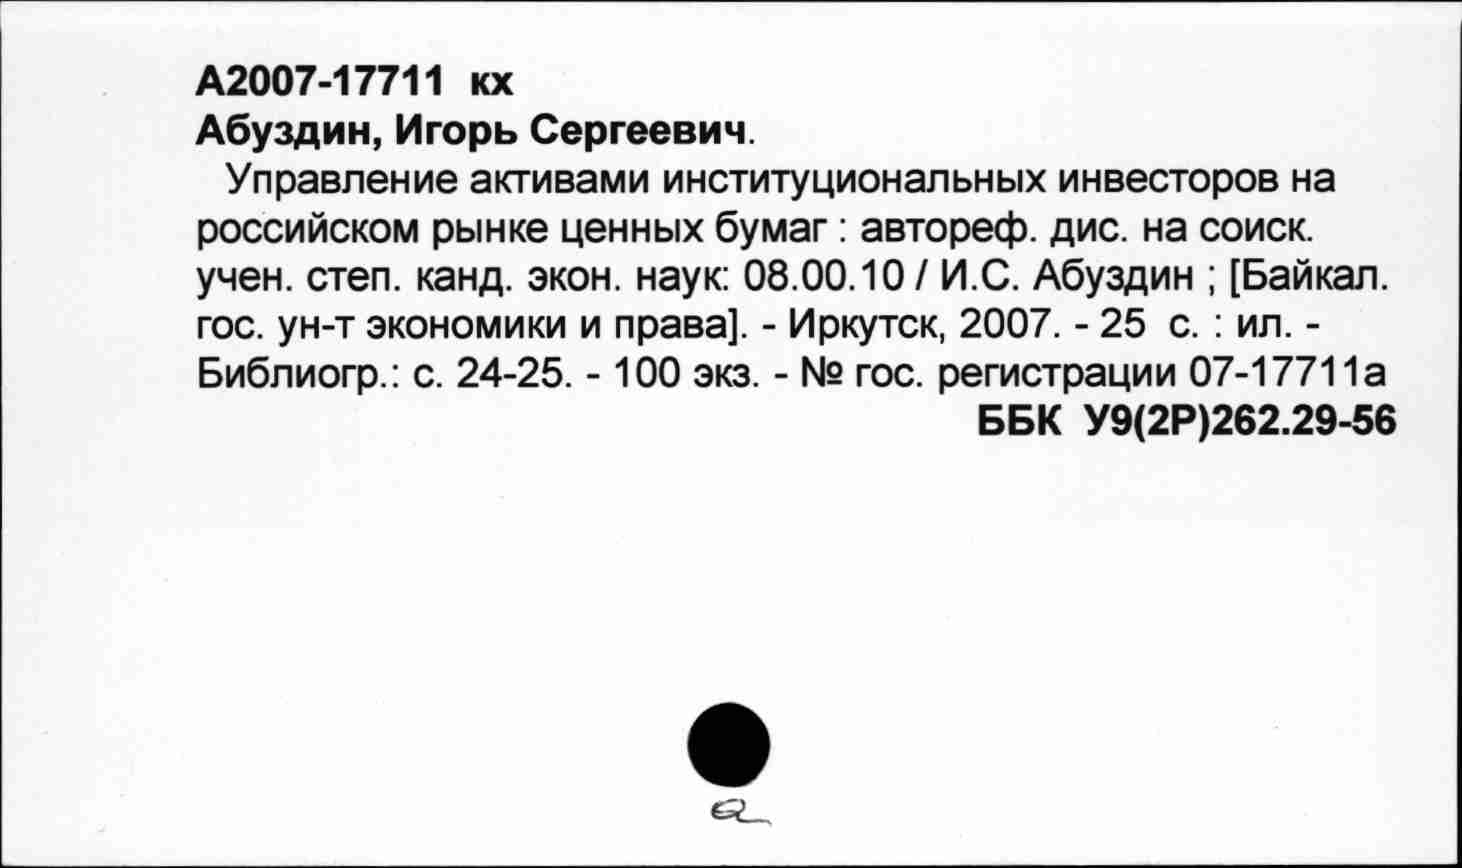 А2007-17711 кх
Абуздин, Игорь Сергеевич.
Управление активами институциональных инвесторов на
российском рынке ценных бумаг : автореф. дис. на соиск.
учен. степ. канд. экон. наук: 08.00.10 / И.С. Абуздин ; [Байкал.
гос. ун-т экономики и права]. - Иркутск, 2007. - 25 с. : ил. -
Библиогр.: с. 24-25. - 100 экз. - № гос. регистрации 07-17711а
ББК У9(2Р)262.29-56